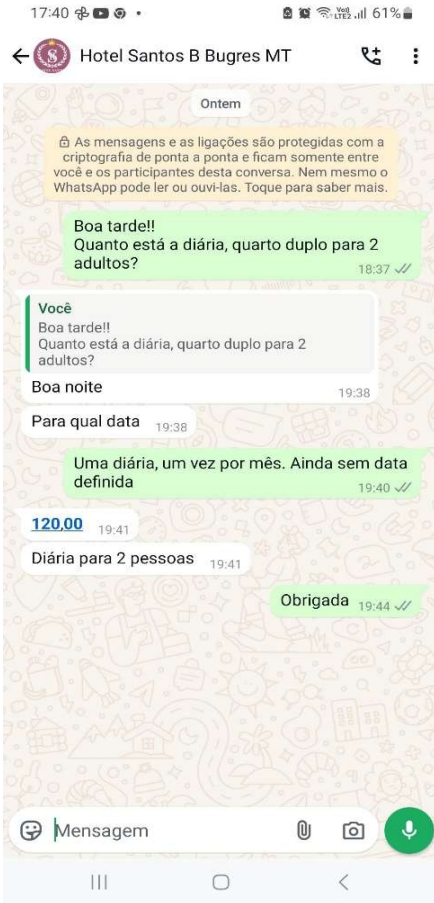 17:40
Voj) LTE2 61%
Hotel Santos B Bugres MT
Ontem
As mensagens e as ligações são protegidas com a
criptografia de ponta a ponta e ficam somente entre
você e os participantes desta conversa. Nem mesmo o
WhatsApp pode ler ou ouvi-las. Toque para saber mais.
Boa tarde!!
Quanto está a diária, quarto duplo para 2
adultos?
18:37
Você
Boa tarde!!
Quanto está a diária, quarto duplo para 2
adultos?
Boa noite
19:38
Para qual data 19:38
Uma diária, um vez por mês. Ainda sem data
definida
19:40
120,00 19:41
Diária para 2 pessoas 19:41
Obrigada 19:44
Mensagem